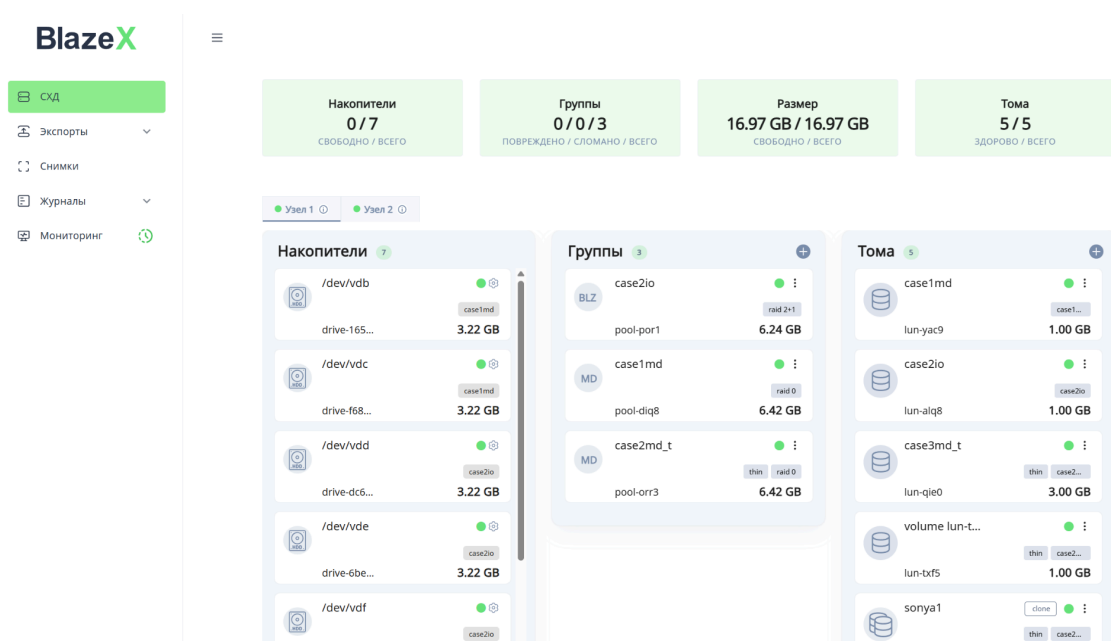 BlazeX
СХД
Экспорты
Снимки
Журналы
Мониторинг
Накопители
0 / 7
СВОБОДНО / ВСЕГО
Группы
0 / 0 / 3
ПОВРЕЖДЕНО / СЛОМАНО / ВСЕГО
Размер
16.97 GB / 16.97 GB
СВОБОДНО / ВСЕГО
Тома
5 / 5
ЗДОРОВО / ВСЕГО
Узел 1
Узел 2
Накопители 7
/dev/vdb
HDD
case1md
drive-165... 3.22 GB
/dev/vdc
HDD
case1md
drive-f68... 3.22 GB
/dev/vdd
HDD
case2io
drive-dc6... 3.22 GB
/dev/vde
HDD
case2io
drive-6be... 3.22 GB
/dev/vdf
HDD
case2io
Группы 3
case2io
BLZ
raid 2+1
pool-por1 6.24 GB
case1md
MD
raid 0
pool-diq8 6.42 GB
case2md_t
MD
thin raid 0
pool-orr3 6.42 GB
Тома 5
case1md
case1...
lun-yac9 1.00 GB
case2io
case2io
lun-alq8 1.00 GB
case3md_t
thin case2...
lun-qie0 3.00 GB
volume lun-t...
thin case2...
lun-txf5 1.00 GB
sonya1 clone
thin case2...